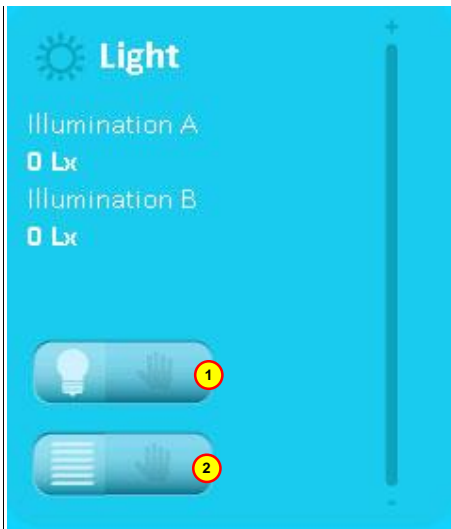 +
Light
Illumination A
0 Lx
Illumination B
0 Lx
1
2
-